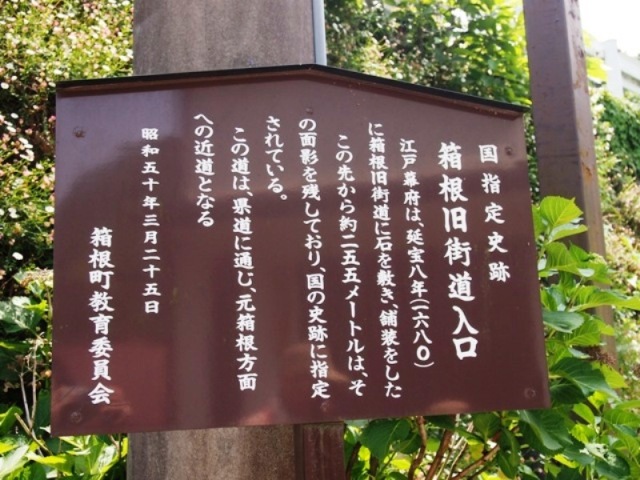 国指定史跡
箱根旧街道入口
江戸幕府は、延宝八年(一六八〇)
に箱根旧街道に石を敷き、舗装をした
この先から約二五五メートルは、そ
の面影を残しており、国の史跡に指定
されている。
この道は、県道に通じ、元箱根方面
への近道となる
昭和五十年三月二十五日
箱根町教育委員会